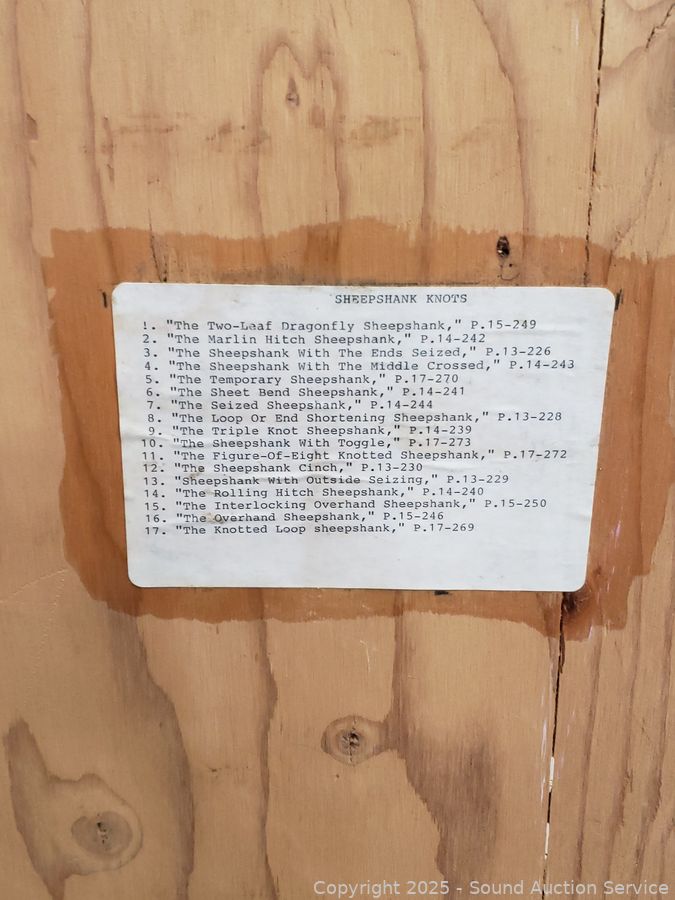 SHEEPSHANK KNOTS
1. "The Two-Leaf Dragonfly Sheepshank," P.15-249
2. "The Marlin Hitch Sheepshank," P.14-242
3. "The Sheepshank With The Ends Seized," P.13-226
4. "The Sheepshank With The Middle Crossed," P.14-243
5. "The Temporary Sheepshank," P.17-270
6. "The Sheet Bend Sheepshank," P.14-241
7. "The Seized Sheepshank," P.14-244
8. "The Loop Or End Shortening Sheepshank," P.13-228
9. "The Triple Knot Sheepshank," P.14-239
10. "The Sheepshank With Toggle," P.17-273
11. "The Figure-Of-Eight Knotted Sheepshank," P.17-272
12. "The Sheepshank Cinch," P.13-230
13. "Sheepshank With Outside Seizing," P.13-229
14. "The Rolling Hitch Sheepshank," P.14-240
15. "The Interlocking Overhand Sheepshank," P.15-250
16. "The Overhand Sheepshank," P.15-246
17. "The Knotted Loop sheepshank," P.17-269
Copyright 2025 - Sound Auction Service